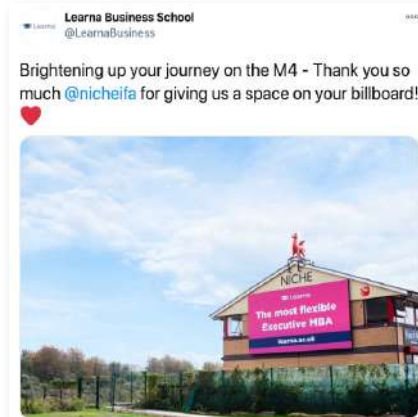 Learna Business School
@LearnaBusiness
Brightening up your journey on the M4 - Thank you so
much @nicheifa for giving us a space on your billboard!
NICHE
Learna
The most flexible
Executive MBA
learna.ac.uk